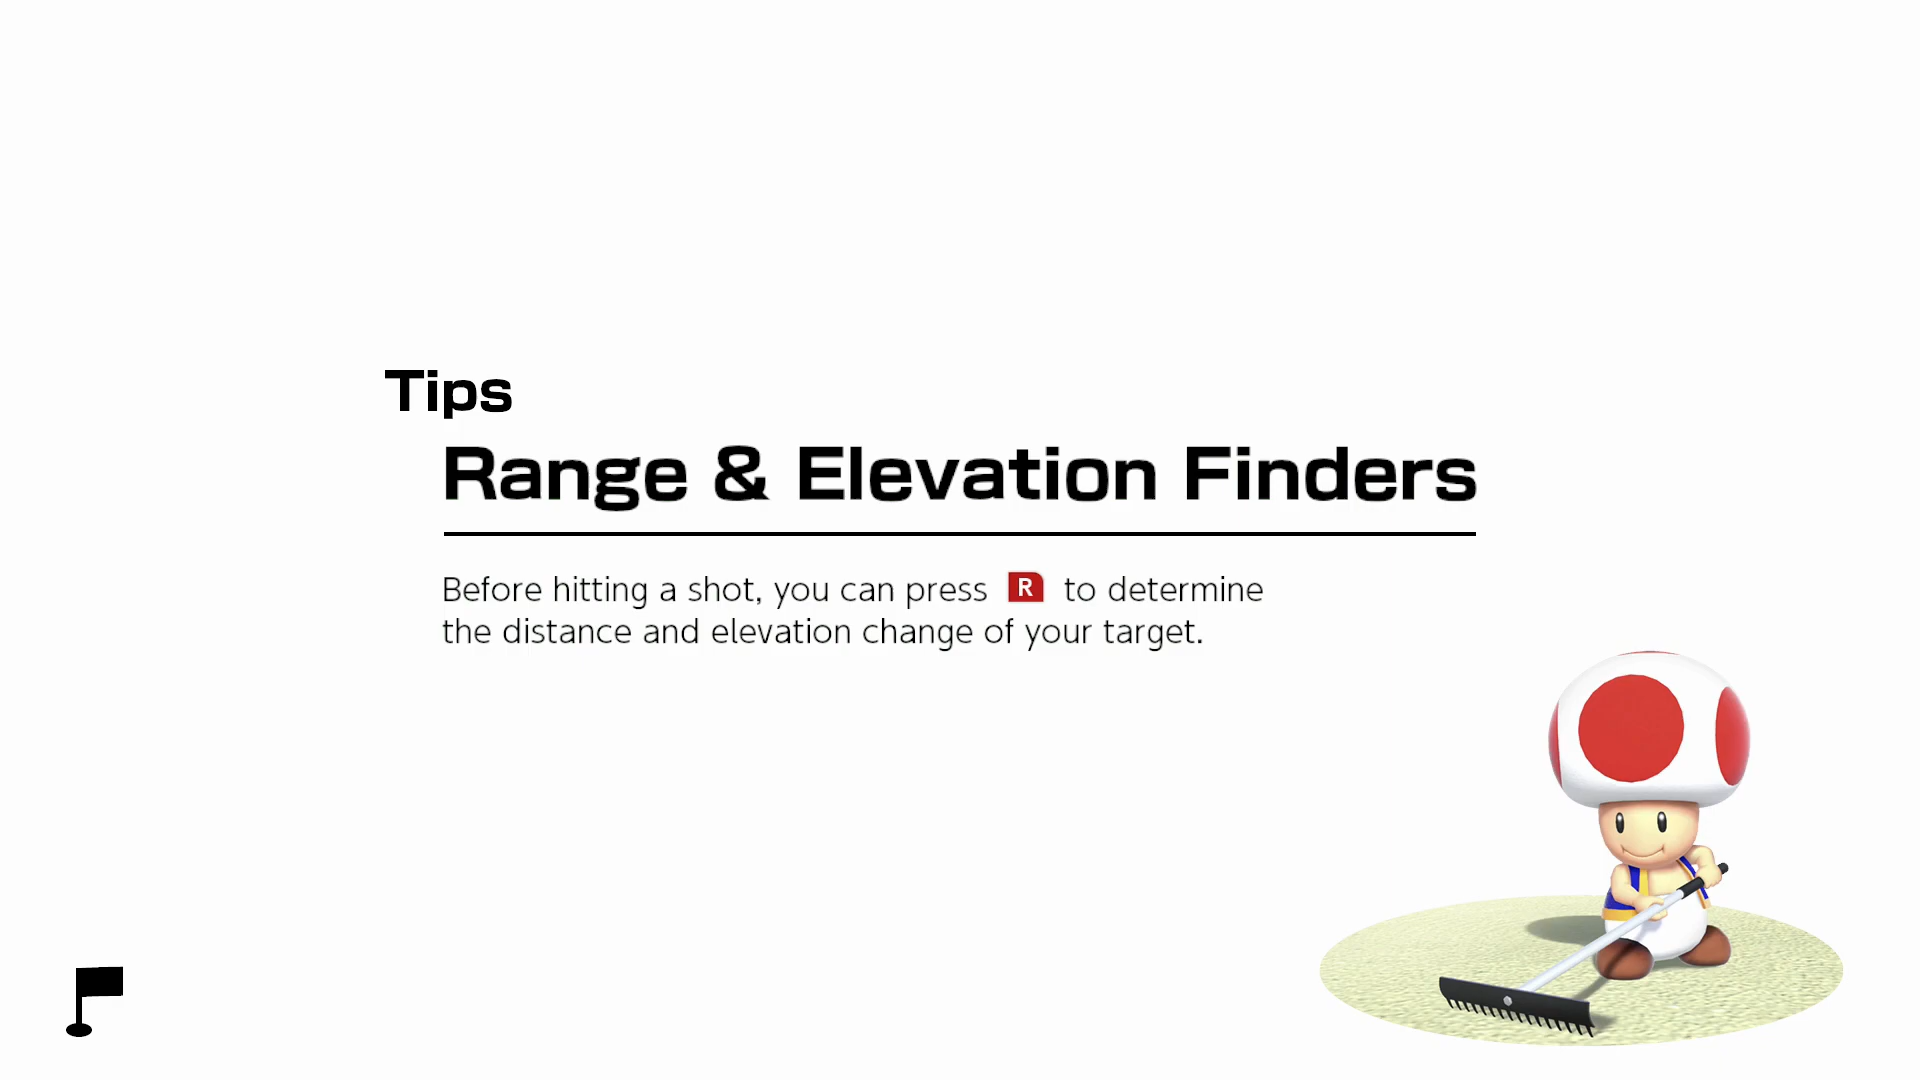 Tips
Range & Elevation Finders
Before hitting a shot, you can press R to determine
the distance and elevation change of your target.